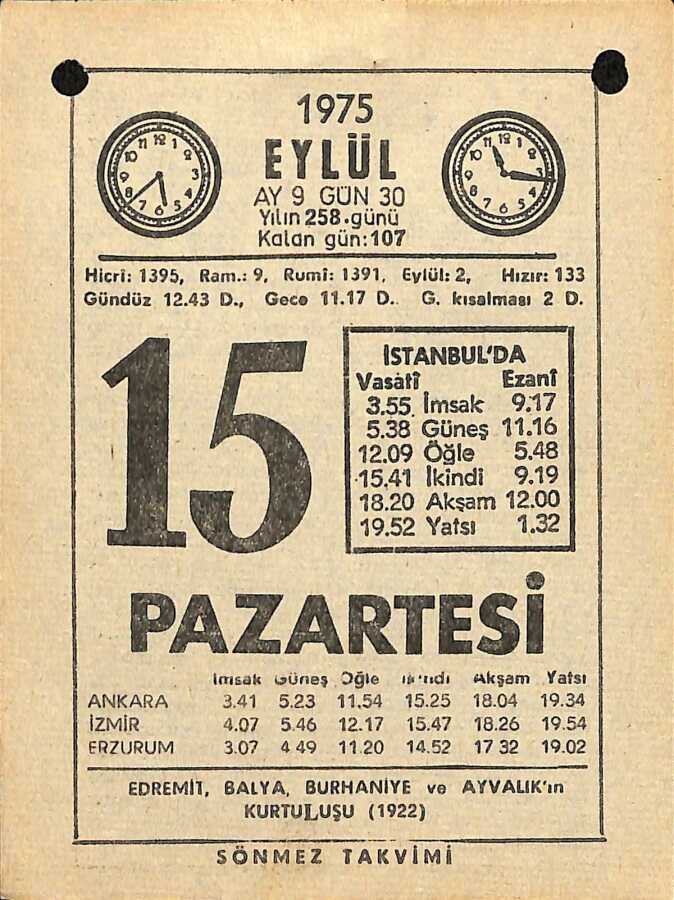 1975
EYLÜL
AY 9 GÜN 30
Yılın 258.günü
Kalan gün:107
Hicrî: 1395, Ram.: 9, Rumî: 1391, Eylül: 2, Hızır: 133
Gündüz 12.43 D., Gece 11.17 D. G. kısalması 2 D.
15
İSTANBUL'DA
Vasatî Ezanî
3.55 İmsak 9.17
5.38 Güneş 11.16
12.09 Öğle 5.48
15.41 İkindi 9.19
18.20 Akşam 12.00
19.52 Yatsı 1.32
PAZARTESİ
İmsak Güneş Öğle İkindi Akşam Yatsı
ANKARA 3.41 5.23 11.54 15.25 18.04 19.34
İZMİR 4.07 5.46 12.17 15.47 18.26 19.54
ERZURUM 3.07 4 49 11.20 14.52 17 32 19.02
EDREMİT, BALYA, BURHANİYE ve AYVALIK'ın
KURTULUŞU (1922)
SÖNMEZ TAKVİMİ